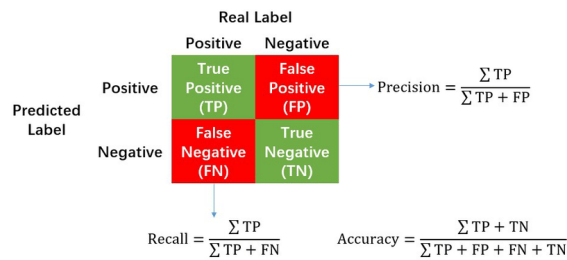 Real Label
Positive Negative
True Positive (TP)
False Positive (FP)
Positive
Precision = ∑ TP / ∑ TP + FP
Predicted Label
Negative
False Negative (FN)
True Negative (TN)
Recall = ∑ TP / ∑ TP + FN
Accuracy = ∑ TP + TN / ∑ TP + FP + FN + TN